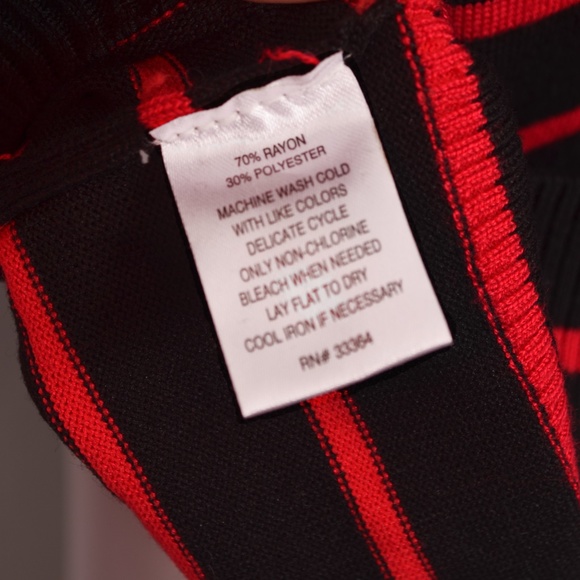 70% RAYON
30% POLYESTER
MACHINE WASH COLD
WITH LIKE COLORS
DELICATE CYCLE
ONLY NON-CHLORINE
BLEACH WHEN NEEDED
LAY FLAT TO DRY
COOL IRON IF NECESSARY
RN# 33364